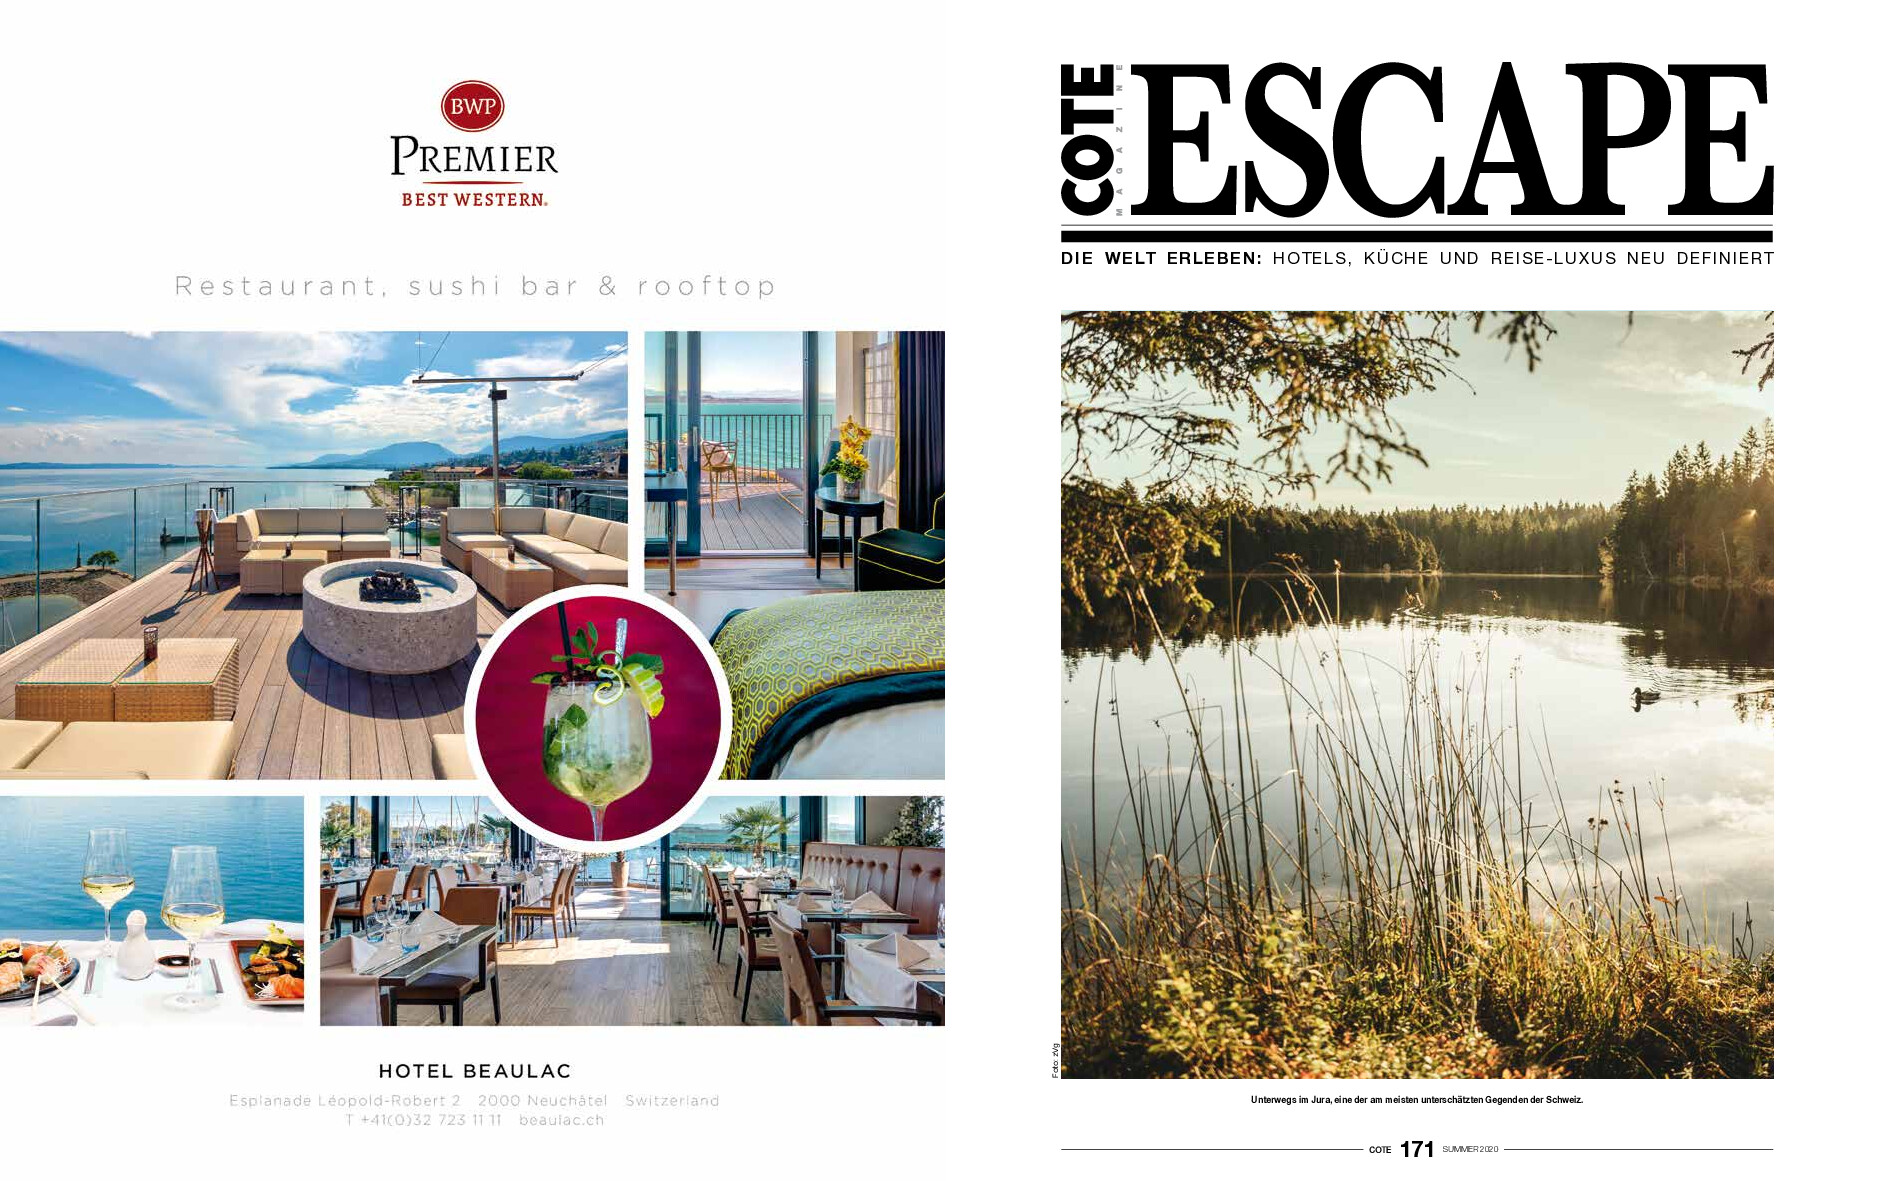 BWP
PREMIER
BEST WESTERN®
Restaurant, sushi bar & rooftop
HOTEL BEAULAC
Esplanade Léopold-Robert 2 2000 Neuchâtel Switzerland
T +41(0)32 723 11 11 beaulac.ch
COTE
MAGAZINE
ESCAPE
DIE WELT ERLEBEN: HOTELS, KÜCHE UND REISE-LUXUS NEU DEFINIERT
Foto: zVg
Unterwegs im Jura, eine der am meisten unterschätzten Gegenden der Schweiz.
COTE 171 SUMMER 2020